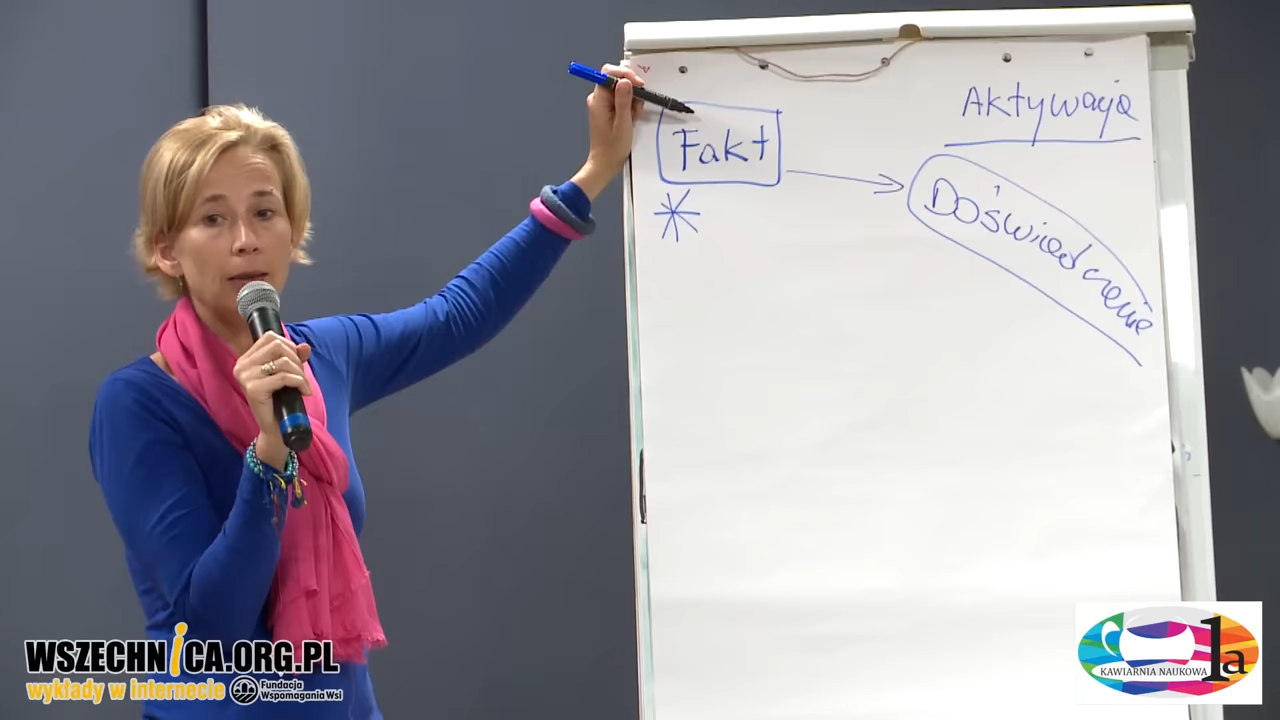 Fakt
Aktywacja
Doświadczenie
WSZECHNICA.ORG.PL
wykłady w Internecie
Fundacja
Wspomagania Wsi
1a
KAWIARNIA NAUKOWA